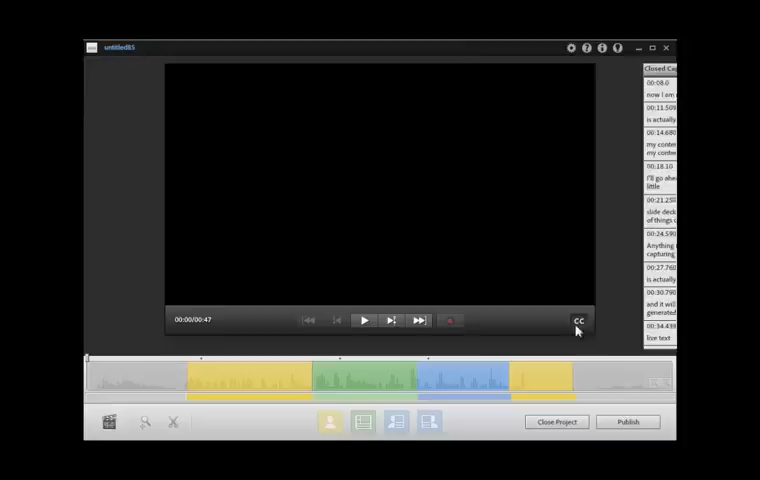 untitled85
Closed Cap
00:08.0
now I am
00:11.509
is actually
00:14.680
my conte
my conte
00:18.10
I'll go ahe
little
00:21.250
slide deck
of things
00:24.590
Anything
capturing
00:27.760
is actually
00:30.790
and it will
generated
00:34.439
live text
00:00/00:47
CC
Close Project
Publish